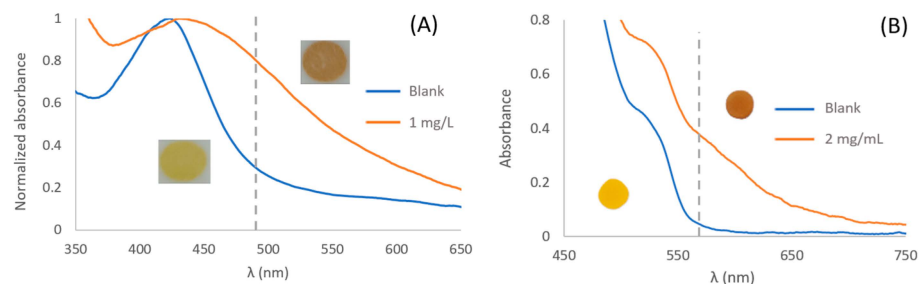 (A)
Normalized absorbance
1
0.8
0.6
0.4
0.2
0
350 400 450 500 550 600 650
λ (nm)
Blank
1 mg/L
(B)
Absorbance
0.8
0.6
0.4
0.2
0
450 550 650 750
λ (nm)
Blank
2 mg/mL